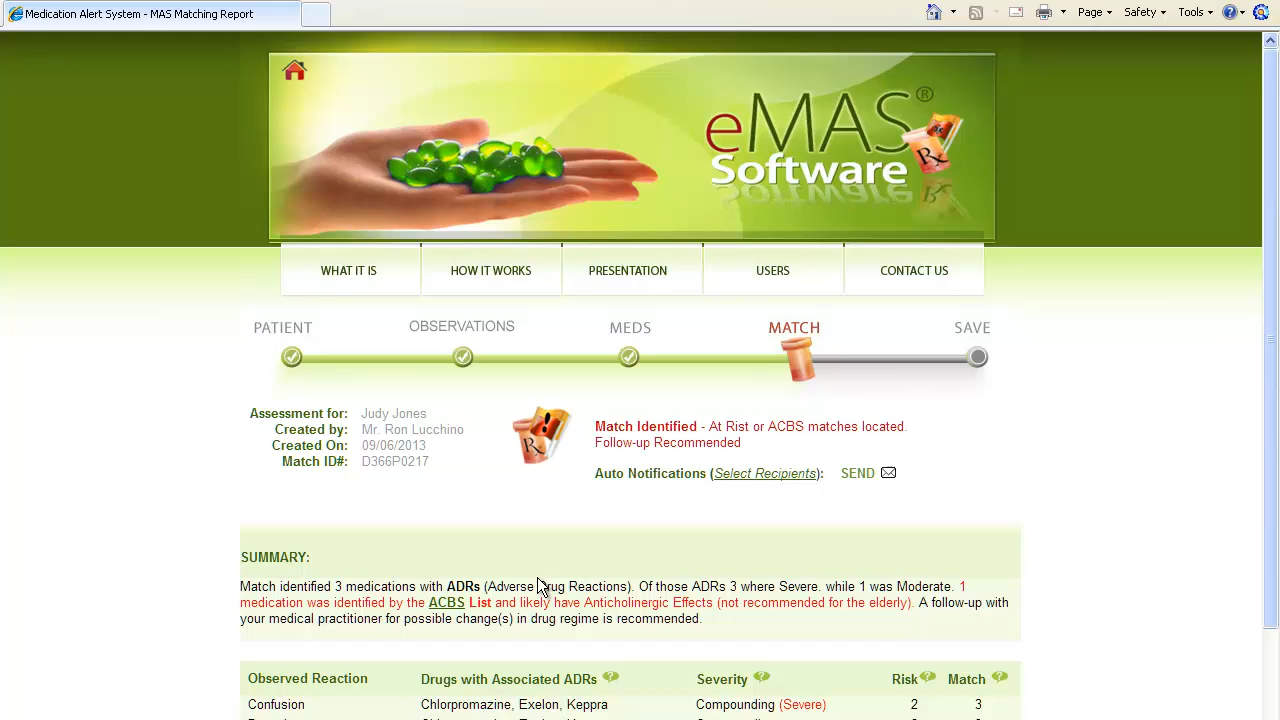 Medication Alert System - MAS Matching Report
Page
Safety
Tools
eMAS®
Software
Rx
WHAT IT IS
HOW IT WORKS
PRESENTATION
USERS
CONTACT US
PATIENT
OBSERVATIONS
MEDS
MATCH
SAVE
Assessment for: Judy Jones
Created by: Mr. Ron Lucchino
Created On: 09/06/2013
Match ID#: D366P0217
Rx !
Match Identified - At Rist or ACBS matches located.
Follow-up Recommended
Auto Notifications (Select Recipients): SEND
SUMMARY:
Match identified 3 medications with ADRs (Adverse Drug Reactions). Of those ADRs 3 where Severe. while 1 was Moderate. 1
medication was identified by the ACBS List and likely have Anticholinergic Effects (not recommended for the elderly). A follow-up with
your medical practitioner for possible change(s) in drug regime is recommended.
Observed Reaction Drugs with Associated ADRs ? Severity ? Risk ? Match ?
Confusion Chlorpromazine, Exelon, Keppra Compounding (Severe) 2 3